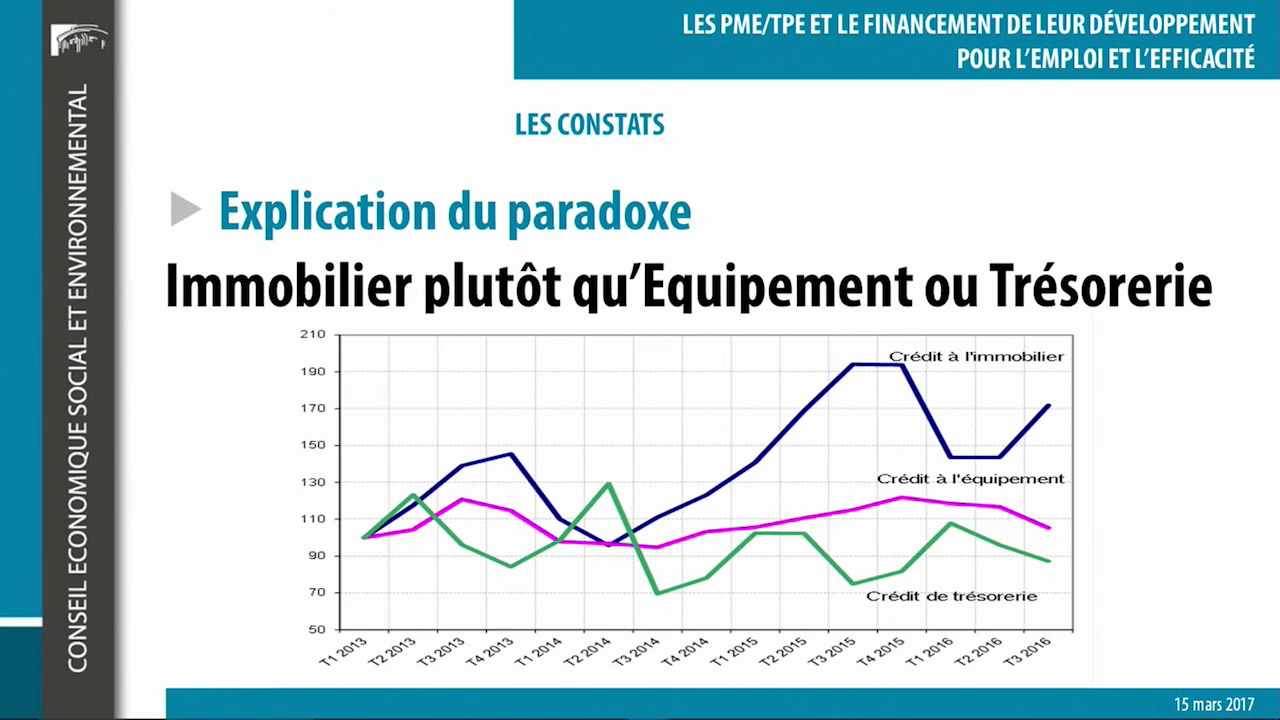 LES PME/TPE ET LE FINANCEMENT DE LEUR DÉVELOPPEMENT
POUR L'EMPLOI ET L'EFFICACITÉ
CONSEIL ECONOMIQUE SOCIAL ET ENVIRONNEMENTAL
LES CONSTATS
Explication du paradoxe
Immobilier plutôt qu'Equipement ou Trésorerie
210
190
170
150
130
110
90
70
50
Crédit à l'immobilier
Crédit à l'équipement
Crédit de trésorerie
T1 2013
T2 2013
T3 2013
T4 2013
T1 2014
T2 2014
T3 2014
T4 2014
T1 2015
T2 2015
T3 2015
T4 2015
T1 2016
T2 2016
T3 2016
15 mars 2017